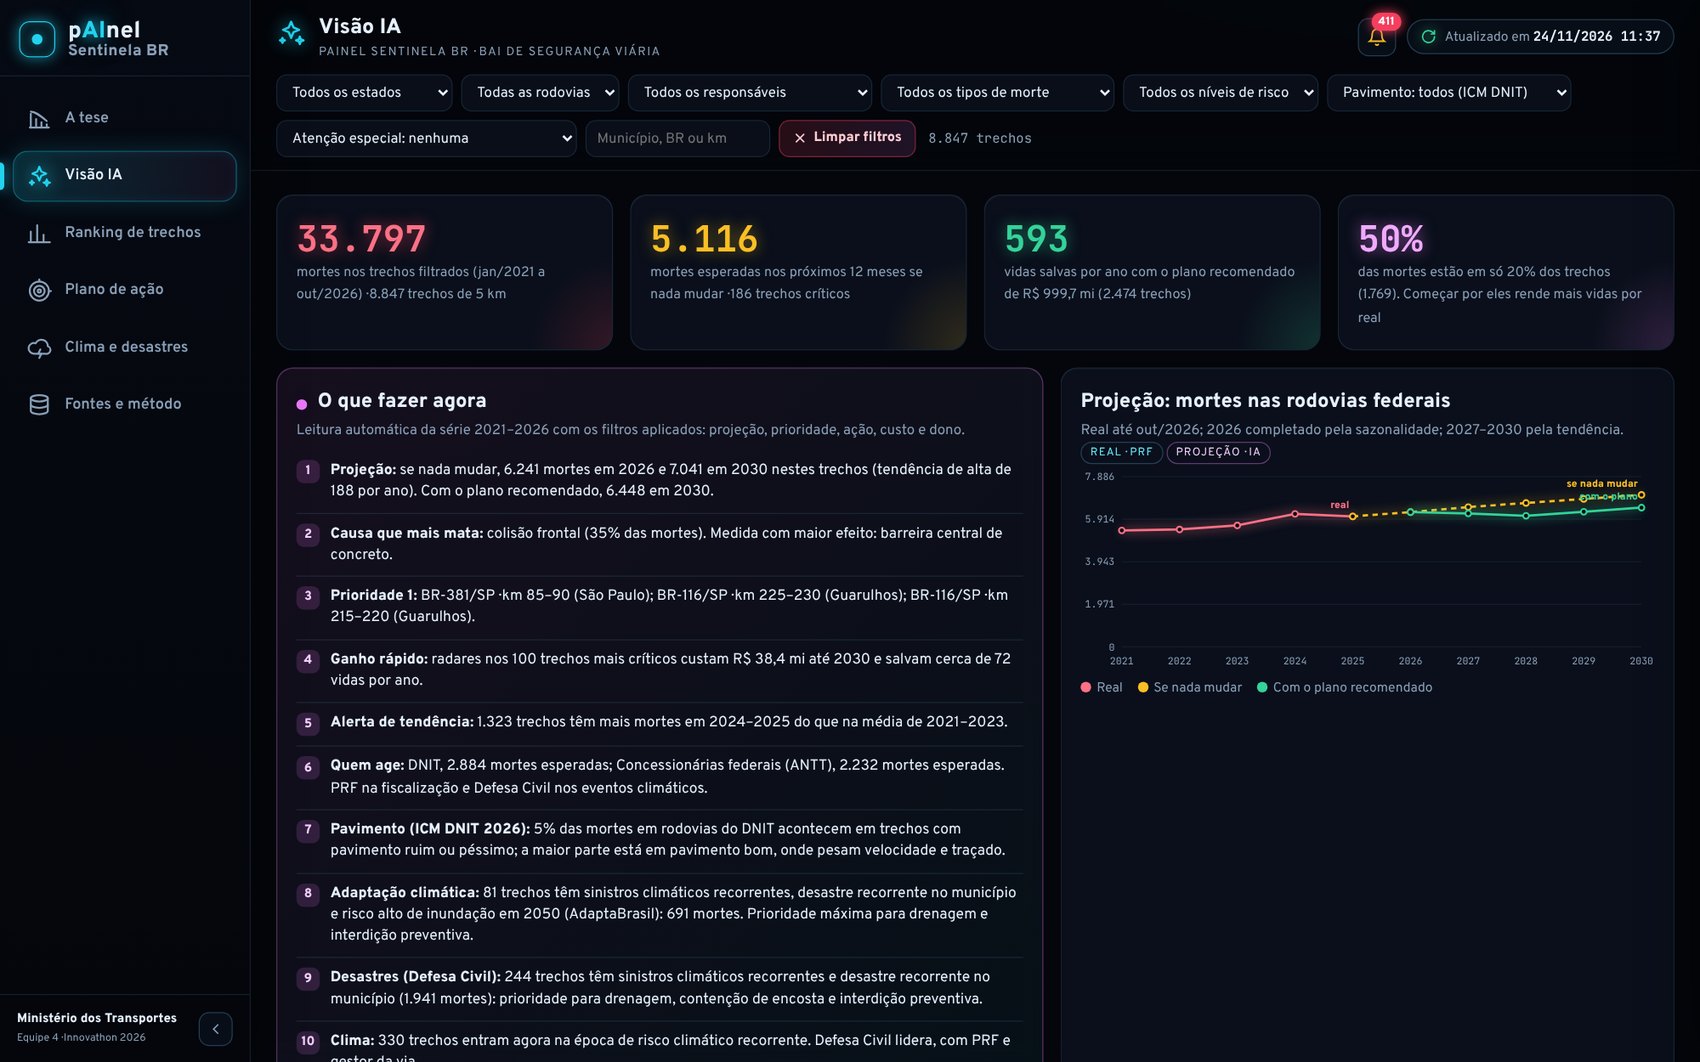 pAInel
Sentinela BR
A tese
Visão IA
Ranking de trechos
Plano de ação
Clima e desastres
Fontes e método
Ministério dos Transportes
Equipe 4 · Innovathon 2026
Visão IA
PAINEL SENTINELA BR · BAI DE SEGURANÇA VIÁRIA
411
Atualizado em 24/11/2026 11:37
Todos os estados
Todas as rodovias
Todos os responsáveis
Todos os tipos de morte
Todos os níveis de risco
Pavimento: todos (ICM DNIT)
Atenção especial: nenhuma
Município, BR ou km
Limpar filtros
8.847 trechos
33.797
mortes nos trechos filtrados (jan/2021 a
out/2026) · 8.847 trechos de 5 km
5.116
mortes esperadas nos próximos 12 meses se
nada mudar · 186 trechos críticos
593
vidas salvas por ano com o plano recomendado
de R$ 999,7 mi (2.474 trechos)
50%
das mortes estão em só 20% dos trechos
(1.769). Começar por eles rende mais vidas por
real
O que fazer agora
Leitura automática da série 2021–2026 com os filtros aplicados: projeção, prioridade, ação, custo e dono.
1 Projeção: se nada mudar, 6.241 mortes em 2026 e 7.041 em 2030 nestes trechos (tendência de alta de
188 por ano). Com o plano recomendado, 6.448 em 2030.
2 Causa que mais mata: colisão frontal (35% das mortes). Medida com maior efeito: barreira central de
concreto.
3 Prioridade 1: BR-381/SP · km 85–90 (São Paulo); BR-116/SP · km 225–230 (Guarulhos); BR-116/SP · km
215–220 (Guarulhos).
4 Ganho rápido: radares nos 100 trechos mais críticos custam R$ 38,4 mi até 2030 e salvam cerca de 72
vidas por ano.
5 Alerta de tendência: 1.323 trechos têm mais mortes em 2024–2025 do que na média de 2021–2023.
6 Quem age: DNIT, 2.884 mortes esperadas; Concessionárias federais (ANTT), 2.232 mortes esperadas.
PRF na fiscalização e Defesa Civil nos eventos climáticos.
7 Pavimento (ICM DNIT 2026): 5% das mortes em rodovias do DNIT acontecem em trechos com
pavimento ruim ou péssimo; a maior parte está em pavimento bom, onde pesam velocidade e traçado.
8 Adaptação climática: 81 trechos têm sinistros climáticos recorrentes, desastre recorrente no município
e risco alto de inundação em 2050 (AdaptaBrasil): 691 mortes. Prioridade máxima para drenagem e
interdição preventiva.
9 Desastres (Defesa Civil): 244 trechos têm sinistros climáticos recorrentes e desastre recorrente no
município (1.941 mortes): prioridade para drenagem, contenção de encosta e interdição preventiva.
10 Clima: 330 trechos entram agora na época de risco climático recorrente. Defesa Civil lidera, com PRF e
gestor da via.
Projeção: mortes nas rodovias federais
Real até out/2026; 2026 completado pela sazonalidade; 2027–2030 pela tendência.
REAL · PRF
PROJEÇÃO · IA
7.886
5.914
3.943
1.971
0
real
se nada mudar
com o plano
2021 2022 2023 2024 2025 2026 2027 2028 2029 2030
Real
Se nada mudar
Com o plano recomendado